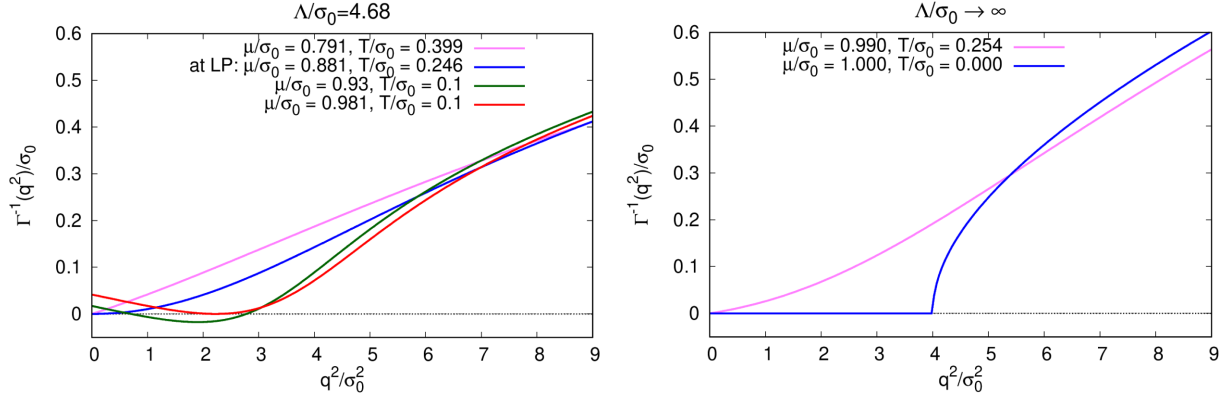 Λ/σ₀=4.68
μ/σ₀ = 0.791, T/σ₀ = 0.399
at LP: μ/σ₀ = 0.881, T/σ₀ = 0.246
μ/σ₀ = 0.93, T/σ₀ = 0.1
μ/σ₀ = 0.981, T/σ₀ = 0.1
0.6
0.5
0.4
0.3
0.2
0.1
0
Γ⁻¹(q²)/σ₀
0 1 2 3 4 5 6 7 8 9
q²/σ₀²
Λ/σ₀ → ∞
μ/σ₀ = 0.990, T/σ₀ = 0.254
μ/σ₀ = 1.000, T/σ₀ = 0.000
0.6
0.5
0.4
0.3
0.2
0.1
0
Γ⁻¹(q²)/σ₀
0 1 2 3 4 5 6 7 8 9
q²/σ₀²